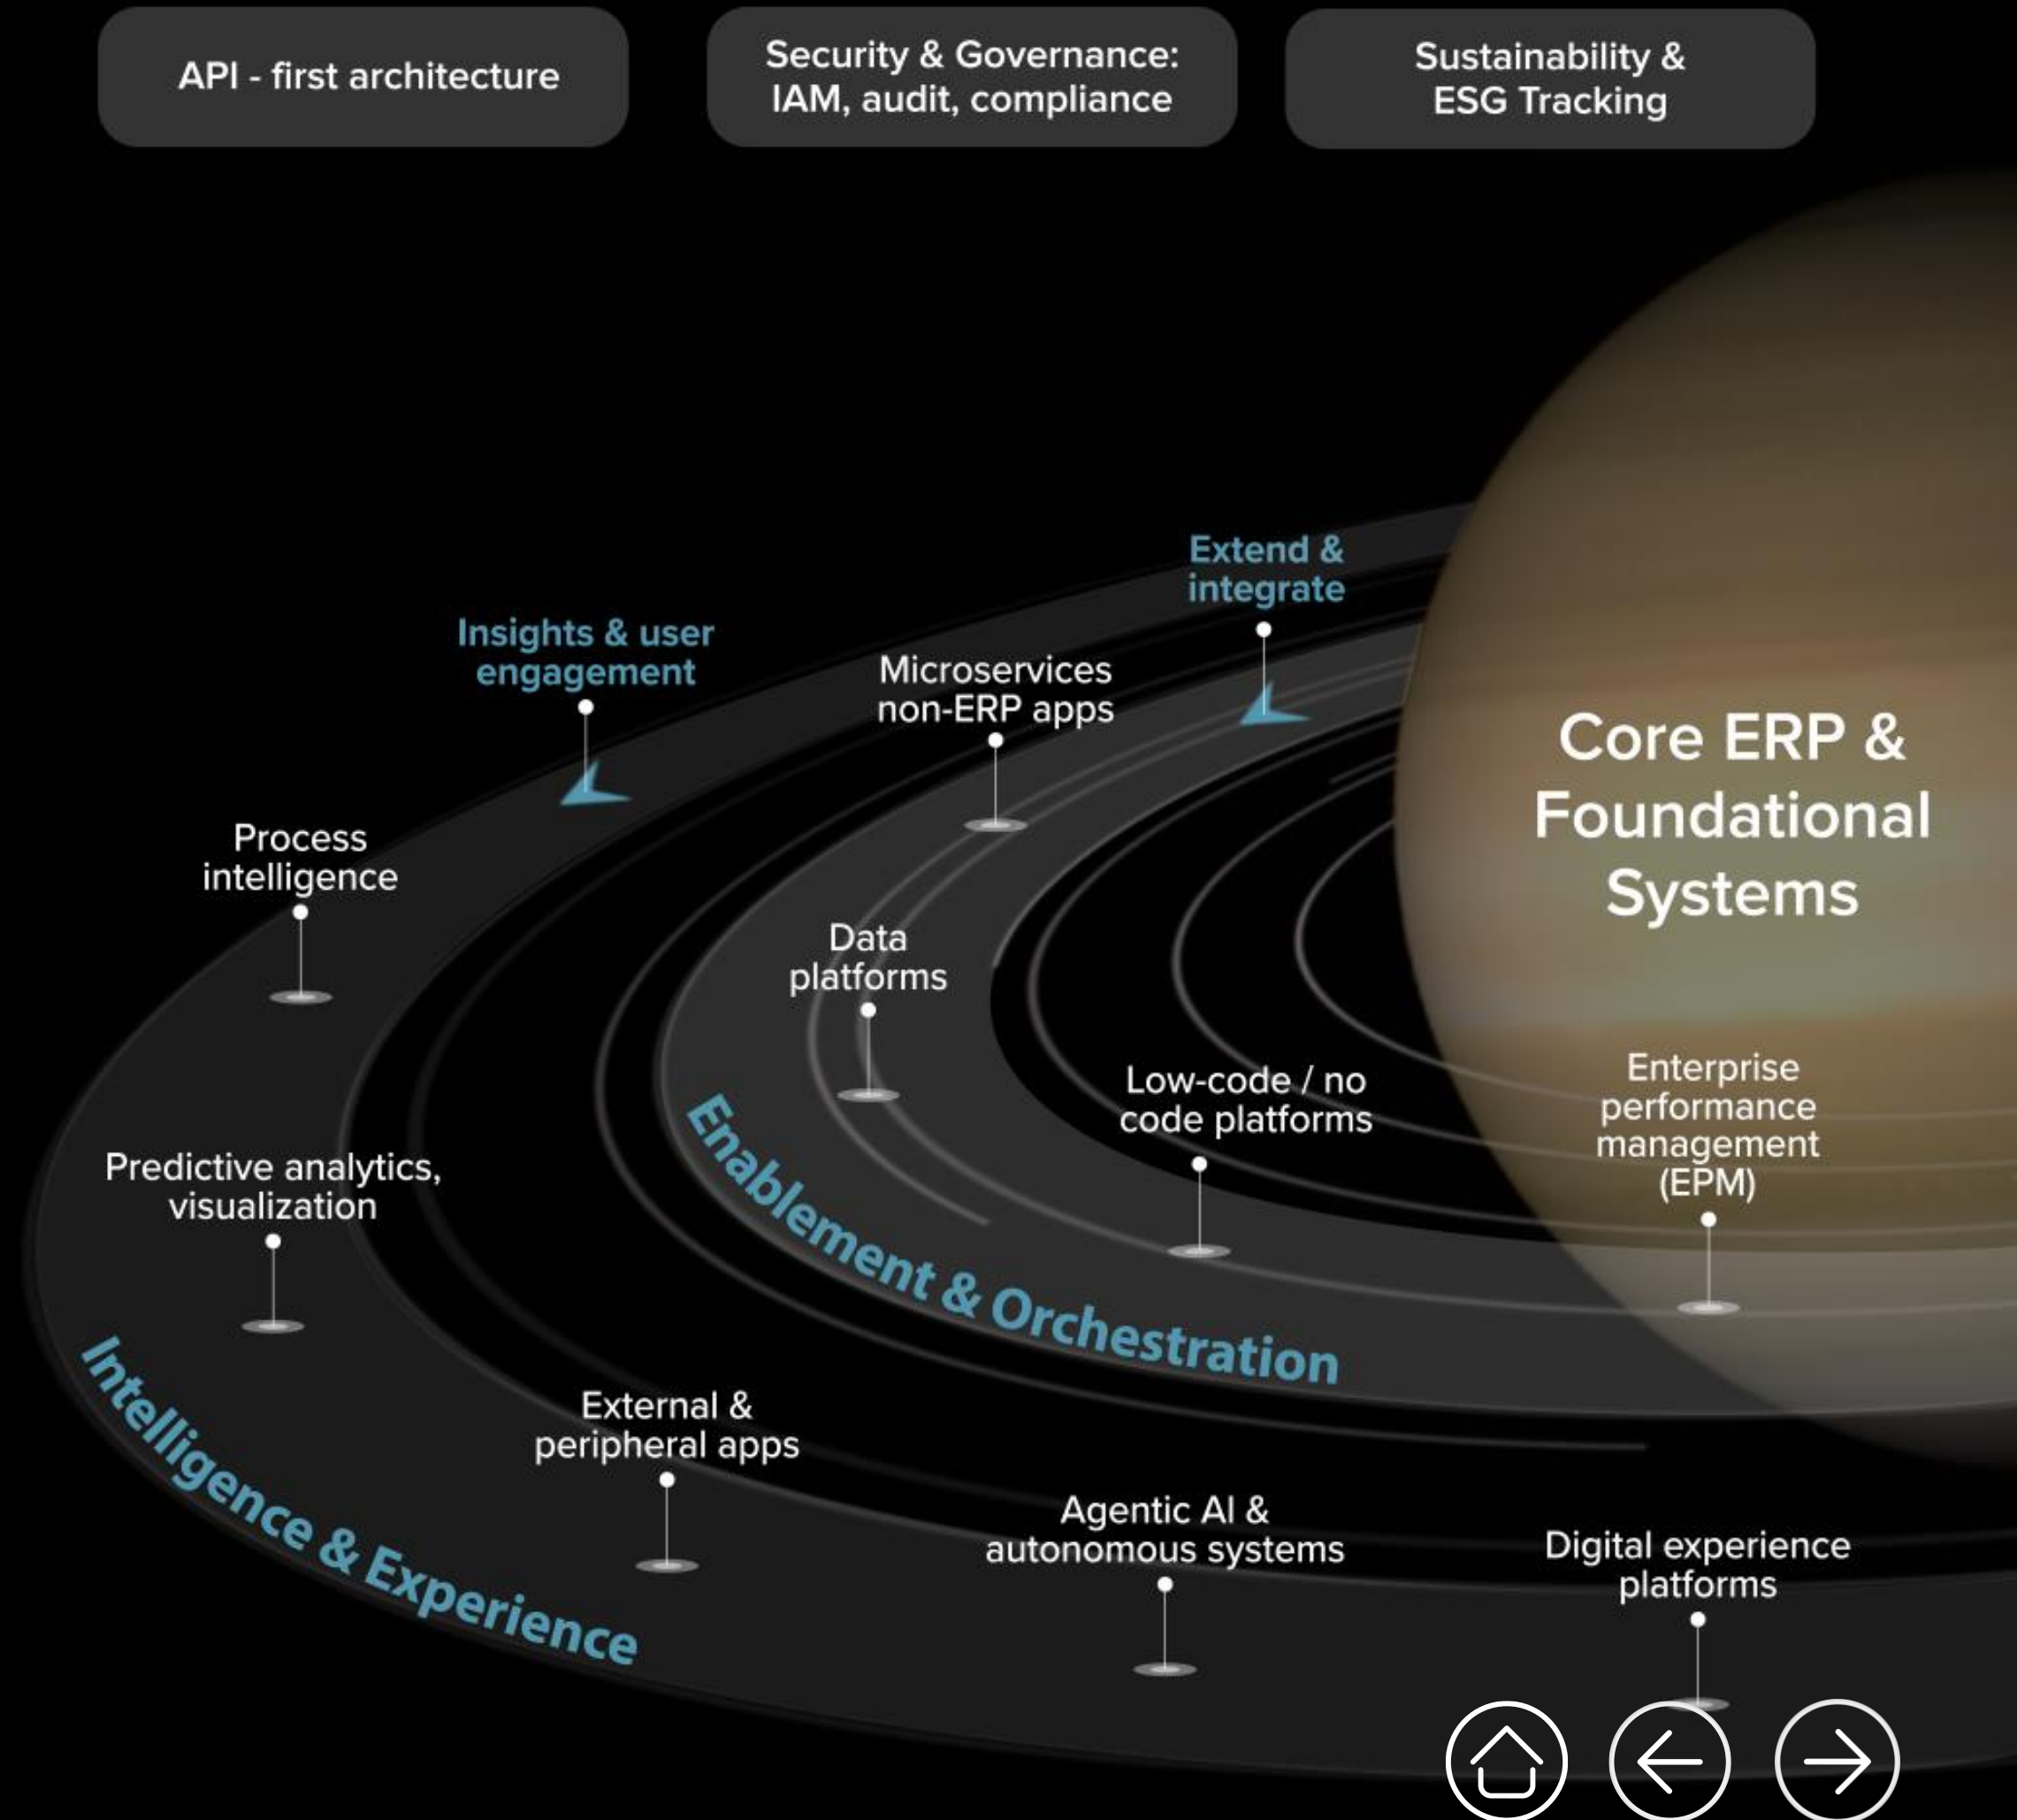 API - first architecture
Security & Governance:
IAM, audit, compliance
Sustainability &
ESG Tracking
Extend &
integrate
Insights & user
engagement
Microservices
non-ERP apps
Core ERP &
Foundational
Systems
Process
intelligence
Data
platforms
Low-code / no
code platforms
Enterprise
performance
management
(EPM)
Enablement & Orchestration
Predictive analytics,
visualization
External &
peripheral apps
Agentic AI &
autonomous systems
Digital experience
platforms
Intelligence & Experience